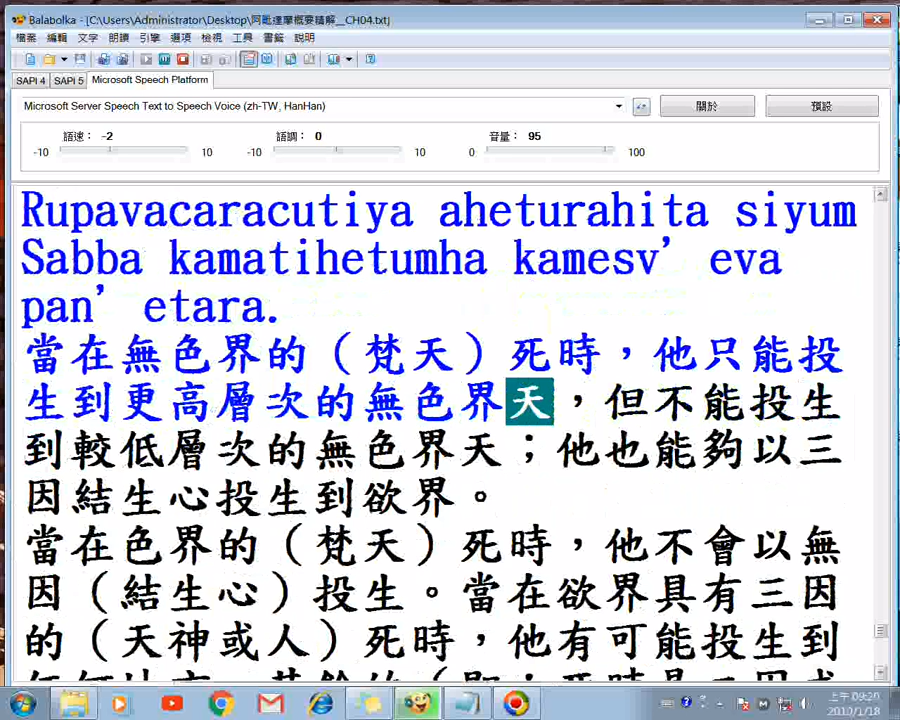 Balabolka - [C:\Users\Administrator\Desktop\阿毗達摩概要精解__CH04.txt]
檔案 編輯 文字 朗讀 引擎 選項 檢視 工具 書籤 說明
SAPI 4 SAPI 5 Microsoft Speech Platform
Microsoft Server Speech Text to Speech Voice (zh-TW, HanHan) 關於 預設
語速： -2 語調： 0 音量： 95
-10 10 -10 10 0 100
Rupavacaracutiya aheturahita siyum
Sabba kamatihetumha kamesv’ eva
pan’ etara.
當在無色界的（梵天）死時，他只能投
生到更高層次的無色界天，但不能投生
到較低層次的無色界天；他也能夠以三
因結生心投生到欲界。
當在色界的（梵天）死時，他不會以無
因（結生心）投生。當在欲界具有三因
的（天神或人）死時，他有可能投生到
上午 09:20
2019/1/18